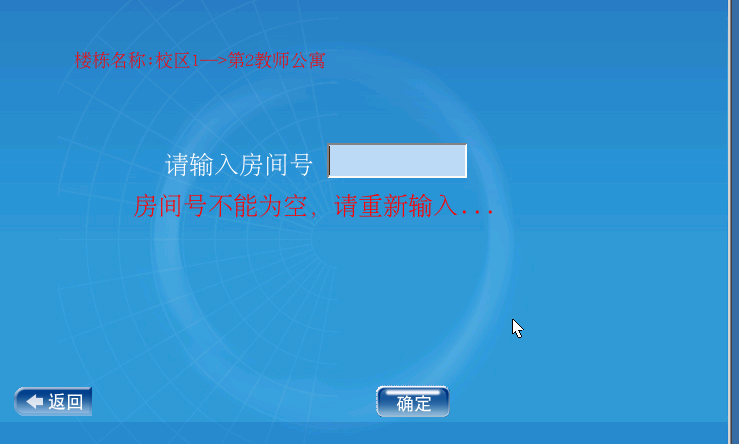 楼栋名称:校区1-->第2教师公寓
请输入房间号
房间号不能为空, 请重新输入...
返回
确定